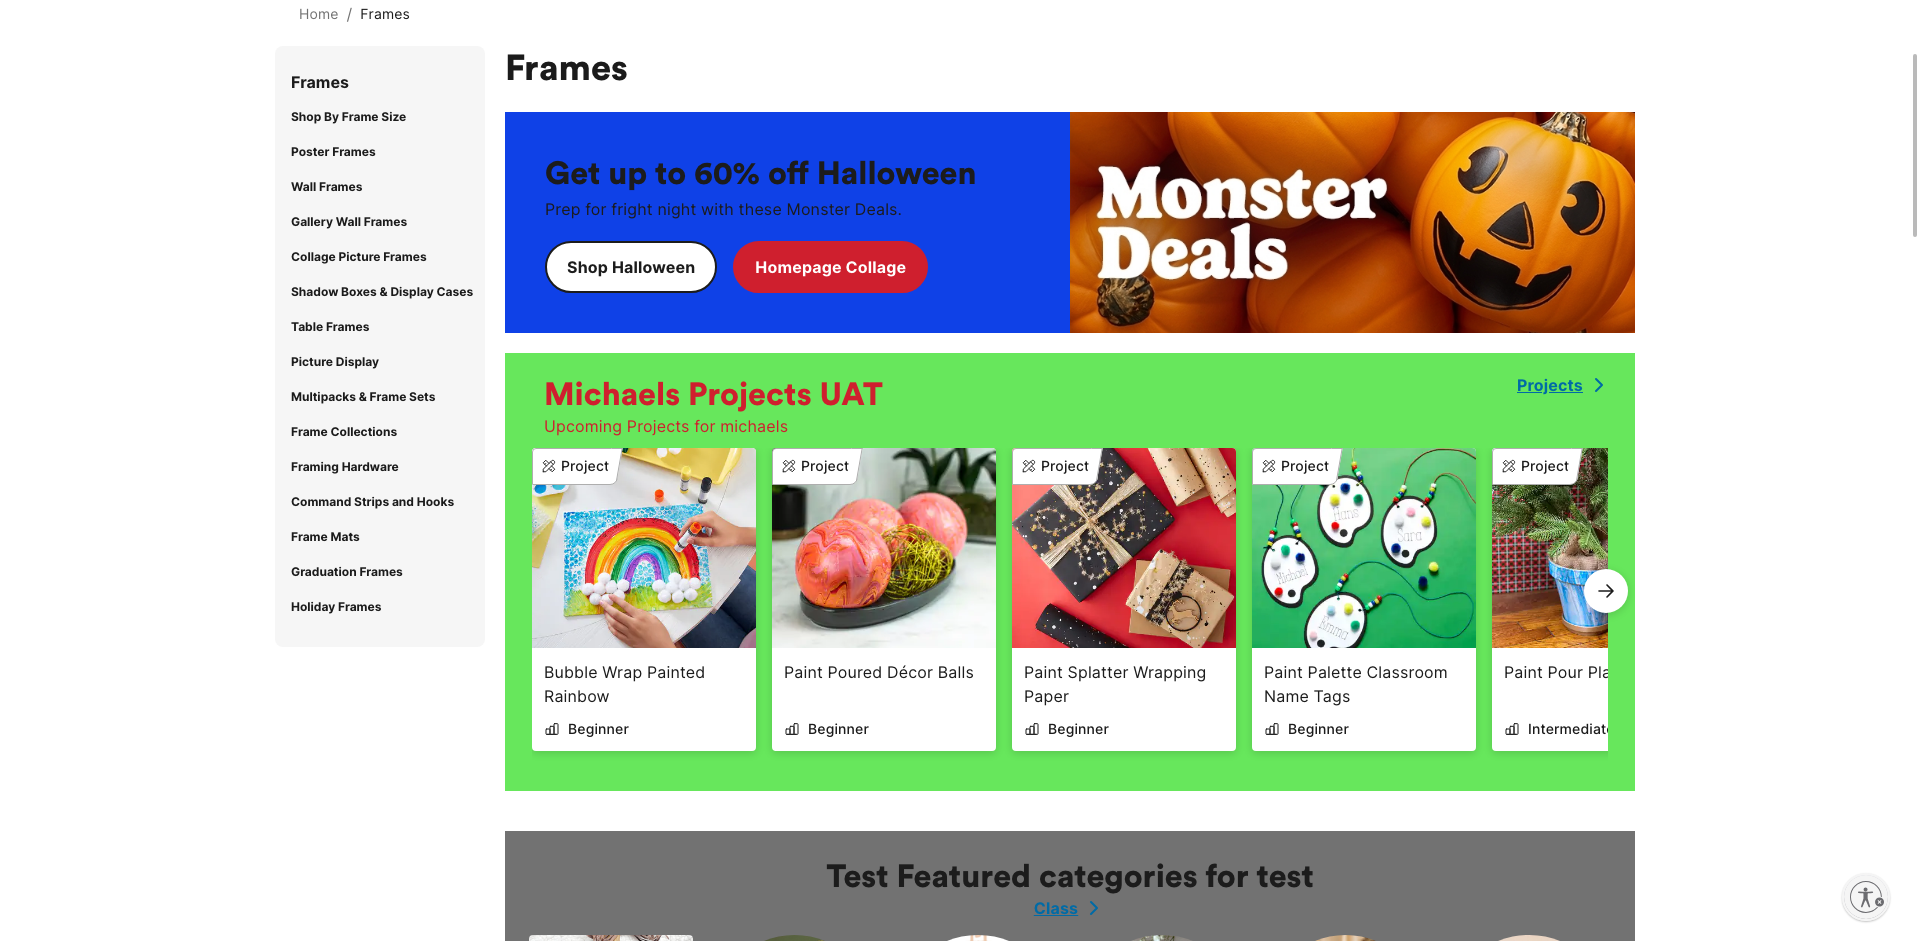 Home / Frames
Frames
Shop By Frame Size
Poster Frames
Wall Frames
Gallery Wall Frames
Collage Picture Frames
Shadow Boxes & Display Cases
Table Frames
Picture Display
Multipacks & Frame Sets
Frame Collections
Framing Hardware
Command Strips and Hooks
Frame Mats
Graduation Frames
Holiday Frames
Frames
Get up to 60% off Halloween
Prep for fright night with these Monster Deals.
Shop Halloween
Homepage Collage
Monster
Deals
Michaels Projects UAT
Upcoming Projects for michaels
Projects
Project
Bubble Wrap Painted
Rainbow
Beginner
Project
Paint Poured Décor Balls
Beginner
Project
Paint Splatter Wrapping
Paper
Beginner
Project
Hans
Sara
Michael
Emma
Paint Palette Classroom
Name Tags
Beginner
Project
Paint Pour Pla
Intermediate
Test Featured categories for test
Class